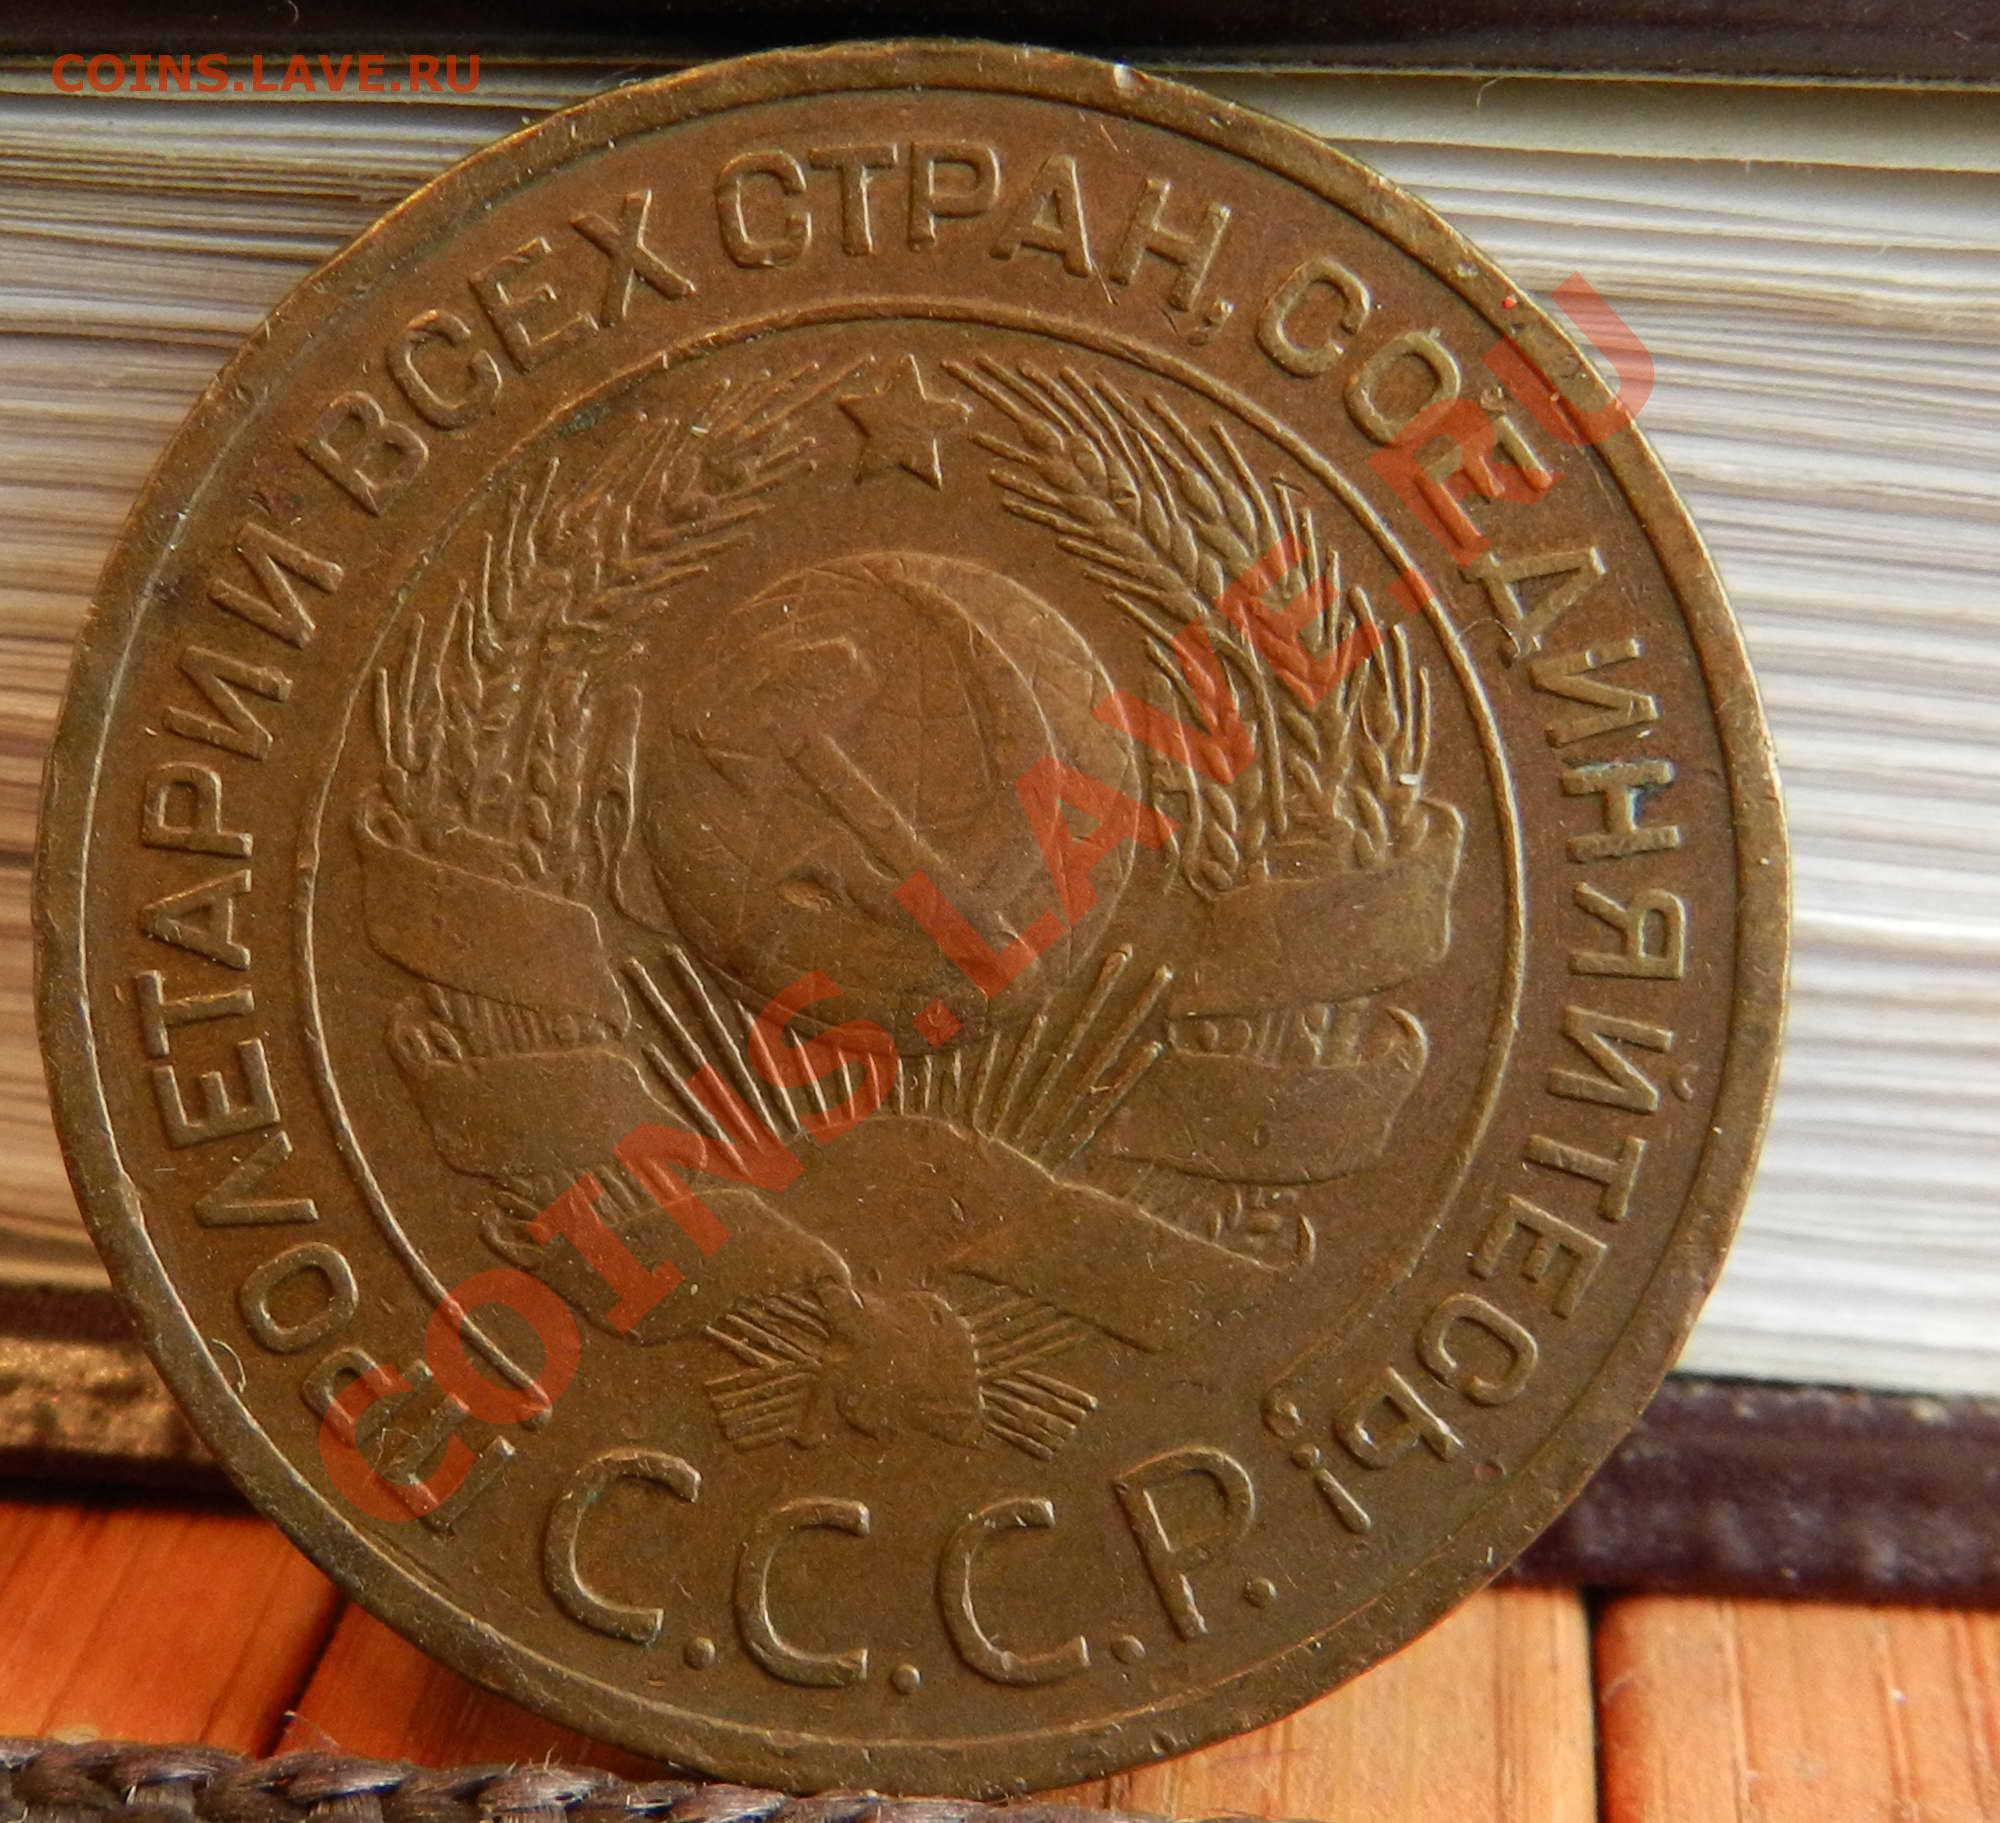 COINS.LAVE.RU
ПРОЛЕТАРИИ ВСЕХ СТРАН, СОЕДИНЯЙТЕСЬ!
С.С.С.Р.
COINS.LAVE.RU